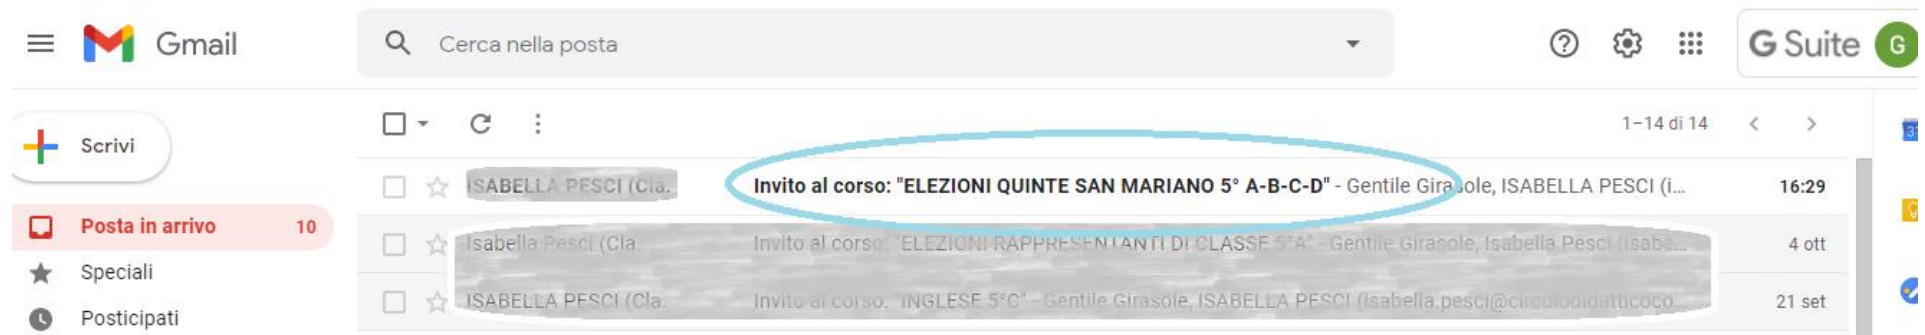 Gmail
Cerca nella posta
G Suite
G
Scrivi
1–14 di 14
ISABELLA PESCI (Cla.
Invito al corso: "ELEZIONI QUINTE SAN MARIANO 5° A-B-C-D" - Gentile Girasole, ISABELLA PESCI (i...
16:29
Posta in arrivo 10
Isabella Pesci (Cla.
Invito al corso: "ELEZIONI RAPPRESENTANTI DI CLASSE 5°A" - Gentile Girasole, Isabella Pesci (isabe...
4 ott
Speciali
ISABELLA PESCI (Cla.
Invito al corso: "INGLESE 5°C" - Gentile Girasole, ISABELLA PESCI (isabella.pesci@circolodidatticoco...
21 set
Posticipati